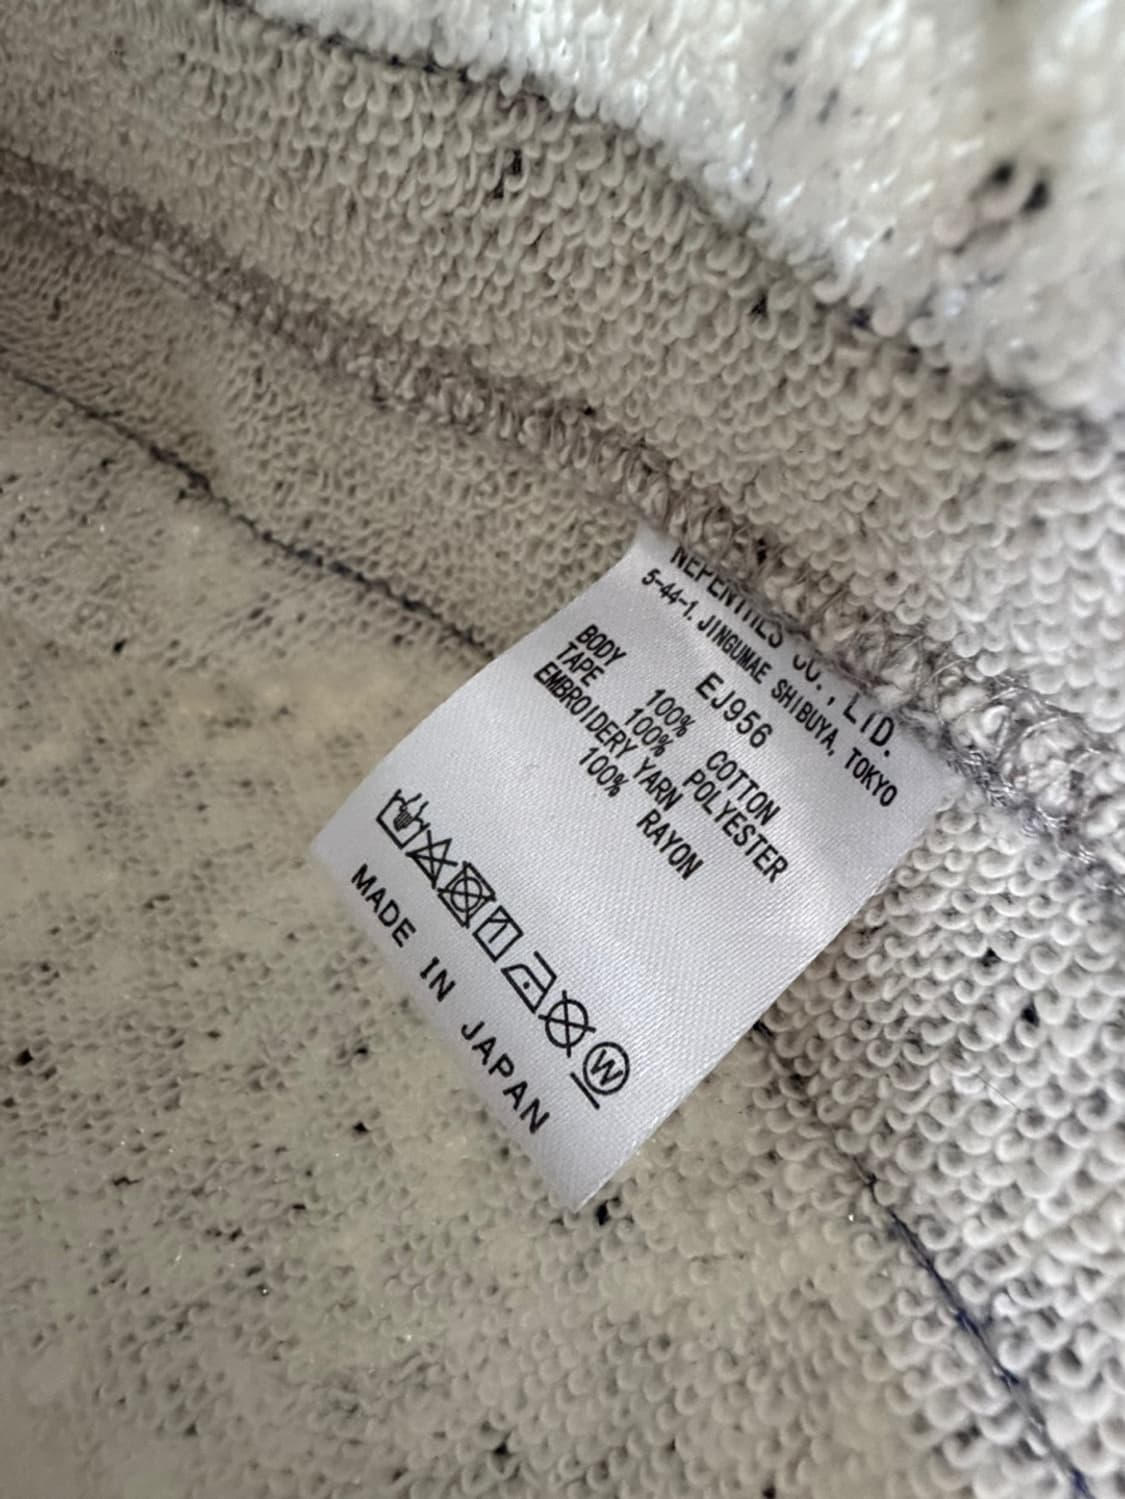 NEPENTHES CO., LTD.
5-44-1, JINGUMAE SHIBUYA, TOKYO
EJ956
BODY
100% COTTON
TAPE
100% POLYESTER
EMBROIDERY YARN
100% RAYON
W
MADE IN JAPAN